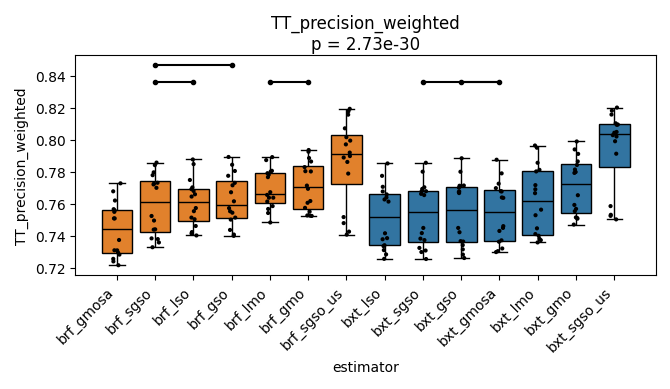 TT_precision_weighted
p = 2.73e-30
TT_precision_weighted
0.84
0.82
0.80
0.78
0.76
0.74
0.72
brf_gmosa
brf_sgso
brf_lso
brf_gso
brf_lmo
brf_gmo
brf_sgso_us
bxt_lso
bxt_sgso
bxt_gso
bxt_gmosa
bxt_lmo
bxt_gmo
bxt_sgso_us
estimator